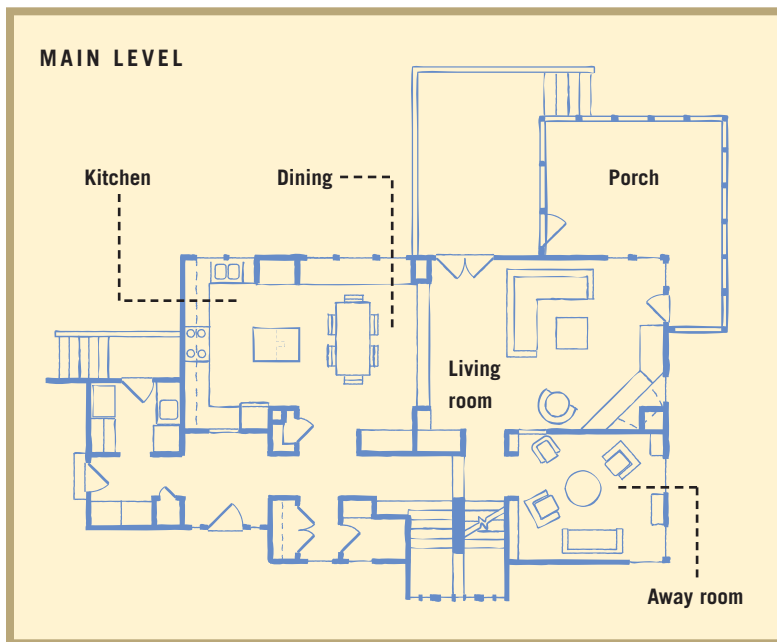 MAIN LEVEL
Kitchen
Dining
Porch
Living
room
Away room